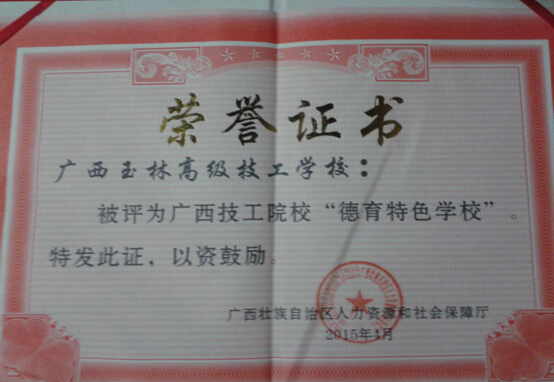 荣誉证书
广西玉林高级技工学校：
被评为广西技工院校“德育特色学校”。
特发此证，以资鼓励。
广西壮族自治区人力资源和社会保障厅
2015年4月